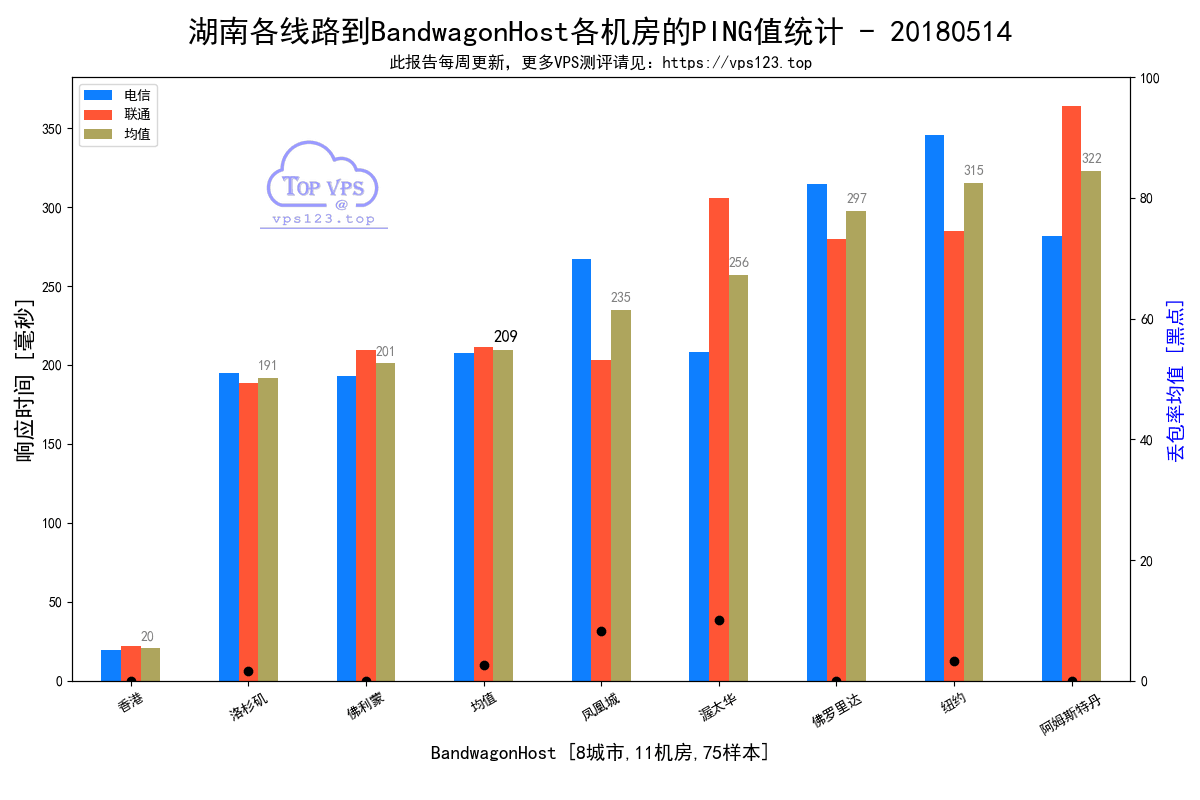 湖南各线路到BandwagonHost各机房的PING值统计 - 20180514
此报告每周更新，更多VPS测评请见：https://vps123.top
电信
联通
均值
TOP VPS
@
vps123.top
响应时间 [毫秒]
350
300
250
200
150
100
50
0
100
80
60
40
20
0
丢包率均值 [黑点]
20
191
201
209
235
256
297
315
322
香港
洛杉矶
佛利蒙
均值
凤凰城
渥太华
佛罗里达
纽约
阿姆斯特丹
BandwagonHost [8城市,11机房,75样本]